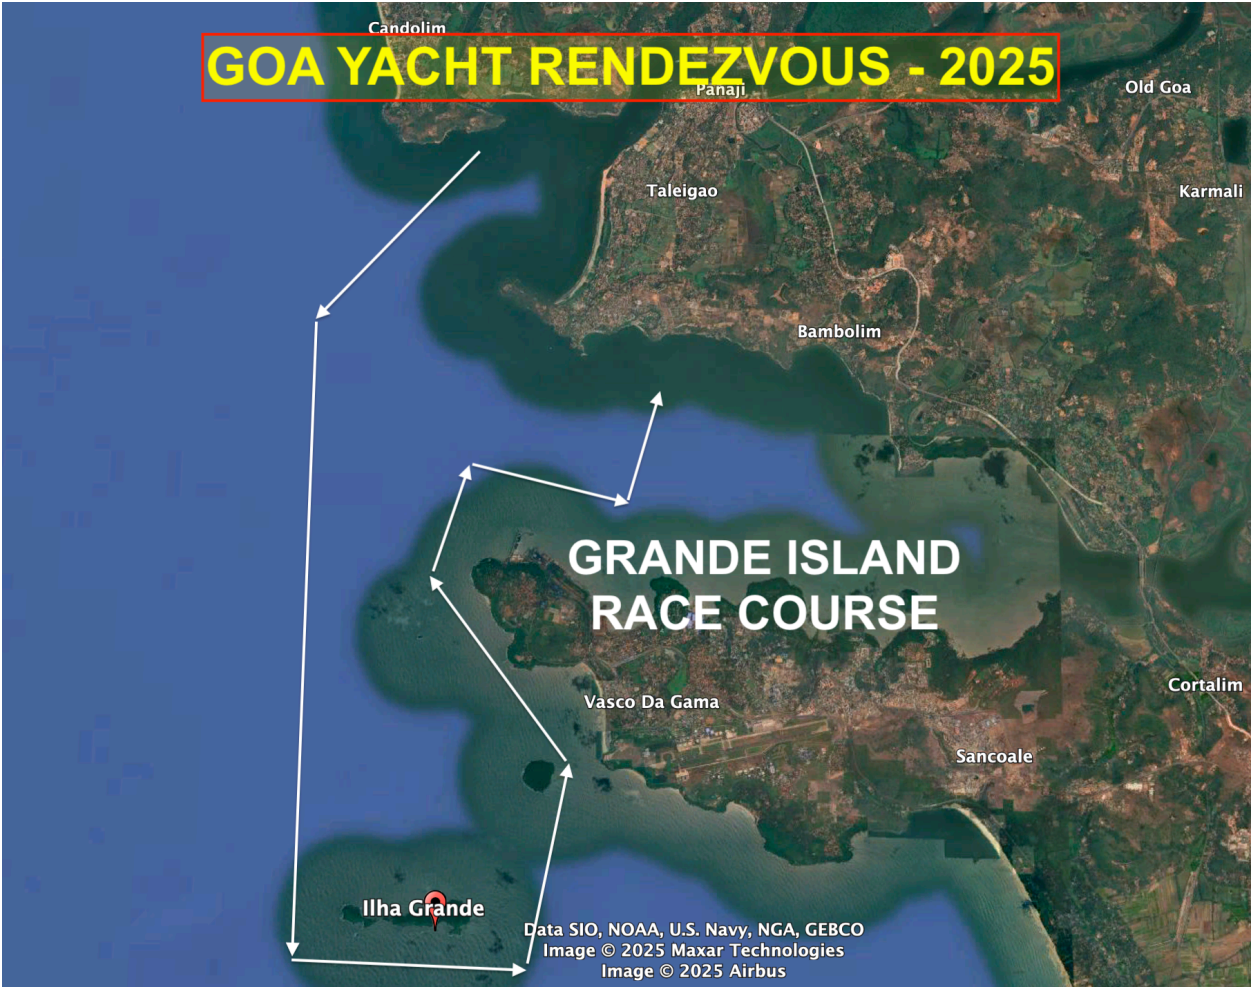 Candolim
GOA YACHT RENDEZVOUS - 2025
Panaji
Old Goa
Taleigao
Karmali
Bambolim
GRANDE ISLAND
RACE COURSE
Cortalim
Vasco Da Gama
Sancoale
Ilha Grande
Data SIO, NOAA, U.S. Navy, NGA, GEBCO
Image © 2025 Maxar Technologies
Image © 2025 Airbus